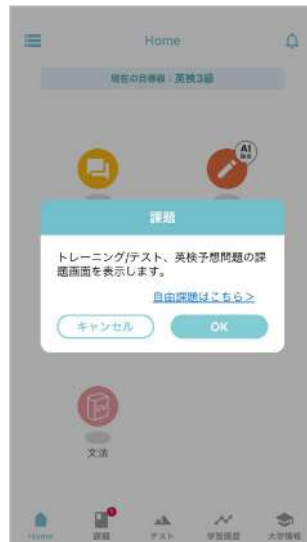 Home
現在の目標級：英検3級
AI
課題
トレーニング/テスト、英検予想問題の課
題画面を表示します。
自由課題はこちら＞
キャンセル
OK
文法
Home
課題
テスト
学習履歴
大学情報